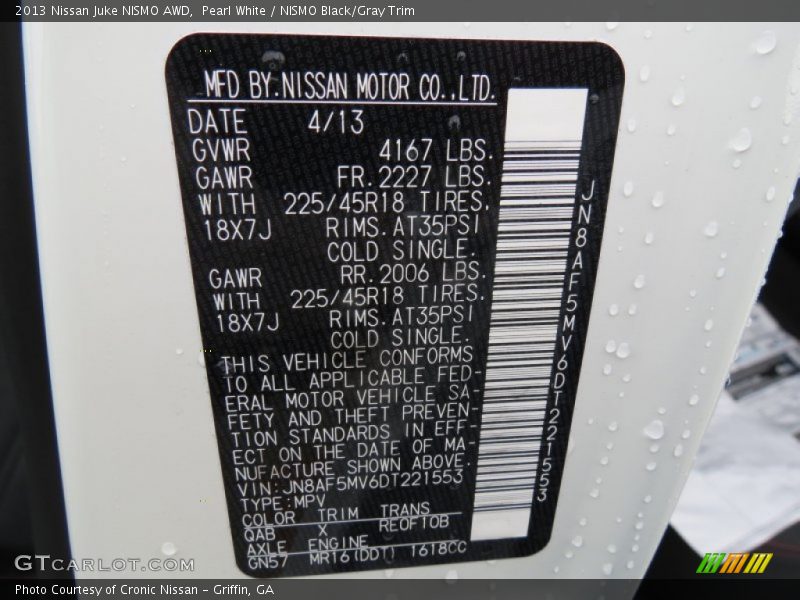 2013 Nissan Juke NISMO AWD,  Pearl White / NISMO Black/Gray Trim
MFD BY.NISSAN MOTOR CO.,LTD.
DATE 4/13
GVWR 4167 LBS.
GAWR FR.2227 LBS.
WITH 225/45R18 TIRES.
18X7J RIMS.AT35PSI
COLD SINGLE.
GAWR RR.2006 LBS.
WITH 225/45R18 TIRES.
18X7J RIMS.AT35PSI
COLD SINGLE.
THIS VEHICLE CONFORMS
TO ALL APPLICABLE FED-
ERAL MOTOR VEHICLE SA-
FETY AND THEFT PREVEN-
TION STANDARDS IN EFF-
ECT ON THE DATE OF MA-
NUFACTURE SHOWN ABOVE.
VIN:JN8AF5MV6DT221553
TYPE:MPV
COLOR TRIM TRANS
QAB X RE0F10B
AXLE ENGINE
GN57 MR16(DDT) 1618CC
JN8AF5MV6DT221553
GTCARLOT.COM
Photo Courtesy of Cronic Nissan - Griffin, GA